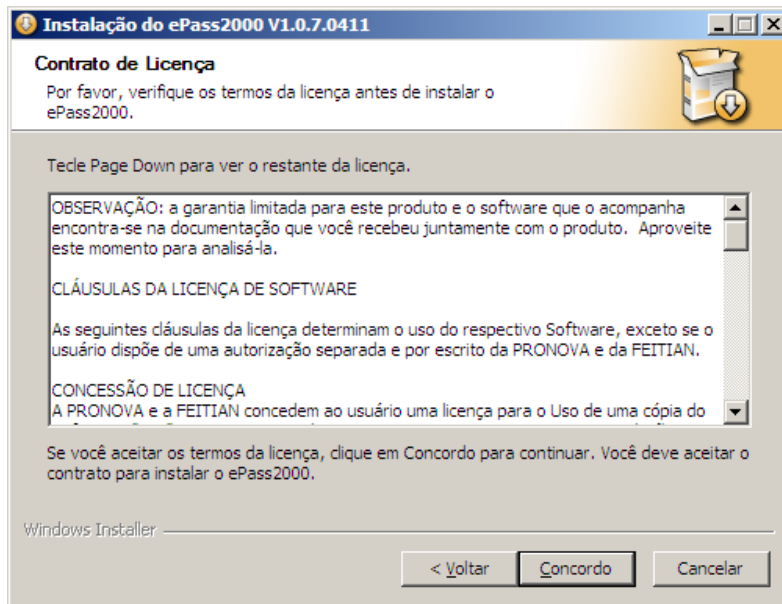 Instalação do ePass2000 V1.0.7.0411
Contrato de Licença
Por favor, verifique os termos da licença antes de instalar o
ePass2000.
Tecle Page Down para ver o restante da licença.
OBSERVAÇÃO: a garantia limitada para este produto e o software que o acompanha
encontra-se na documentação que você recebeu juntamente com o produto.  Aproveite
este momento para analisá-la.
CLÁUSULAS DA LICENÇA DE SOFTWARE
As seguintes cláusulas da licença determinam o uso do respectivo Software, exceto se o
usuário dispõe de uma autorização separada e por escrito da PRONOVA e da FEITIAN.
CONCESSÃO DE LICENÇA
A PRONOVA e a FEITIAN concedem ao usuário uma licença para o Uso de uma cópia do
Se você aceitar os termos da licença, clique em Concordo para continuar. Você deve aceitar o
contrato para instalar o ePass2000.
Windows Installer
< Voltar
Concordo
Cancelar